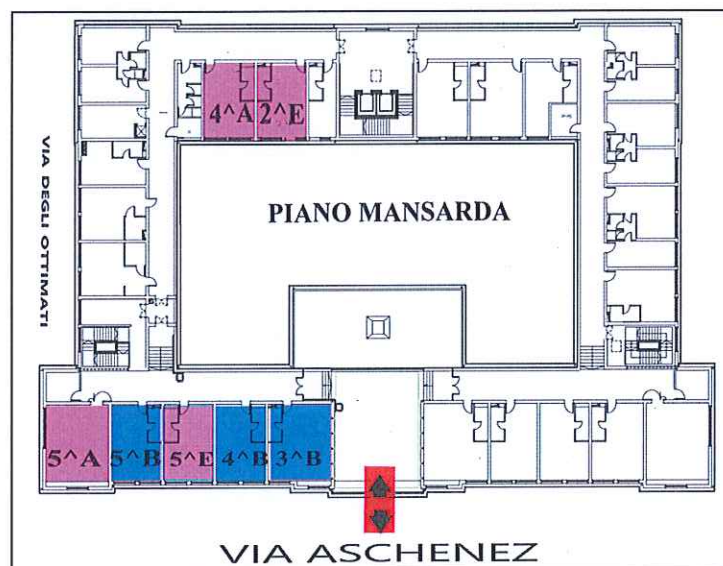 4^A 2^E
VIA DEGLI OTTIMATI
PIANO MANSARDA
5^A 5^B 5^E 4^B 3^B
VIA ASCHENEZ